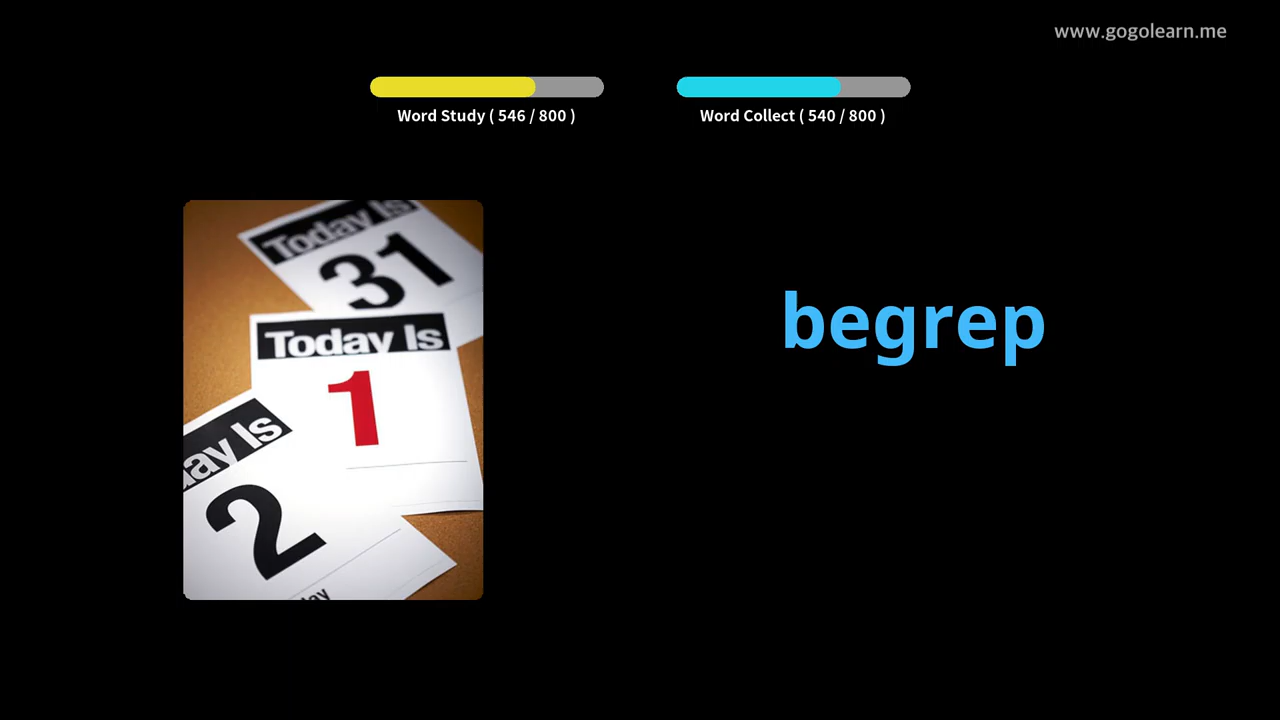 www.gogolearn.me
Word Study ( 546 / 800 )
Word Collect ( 540 / 800 )
Today Is
31
Today Is
1
ay Is
2
begrep